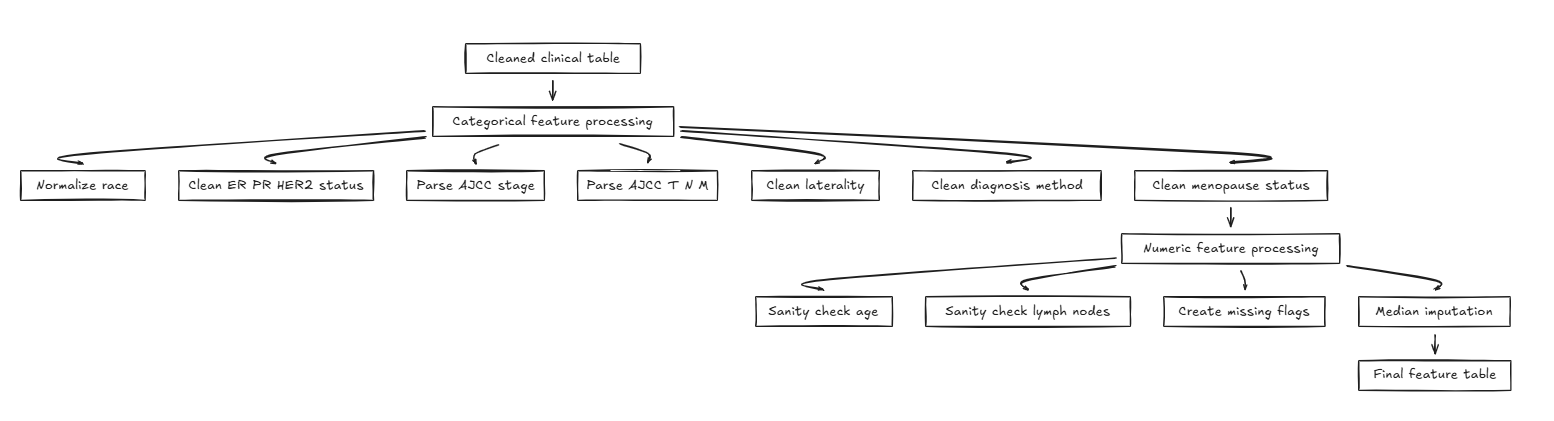 Cleaned clinical table
Categorical feature processing
Normalize race
Clean ER PR HER2 status
Parse AJCC stage
Parse AJCC T N M
Clean laterality
Clean diagnosis method
Clean menopause status
Numeric feature processing
Sanity check age
Sanity check lymph nodes
Create missing flags
Median imputation
Final feature table